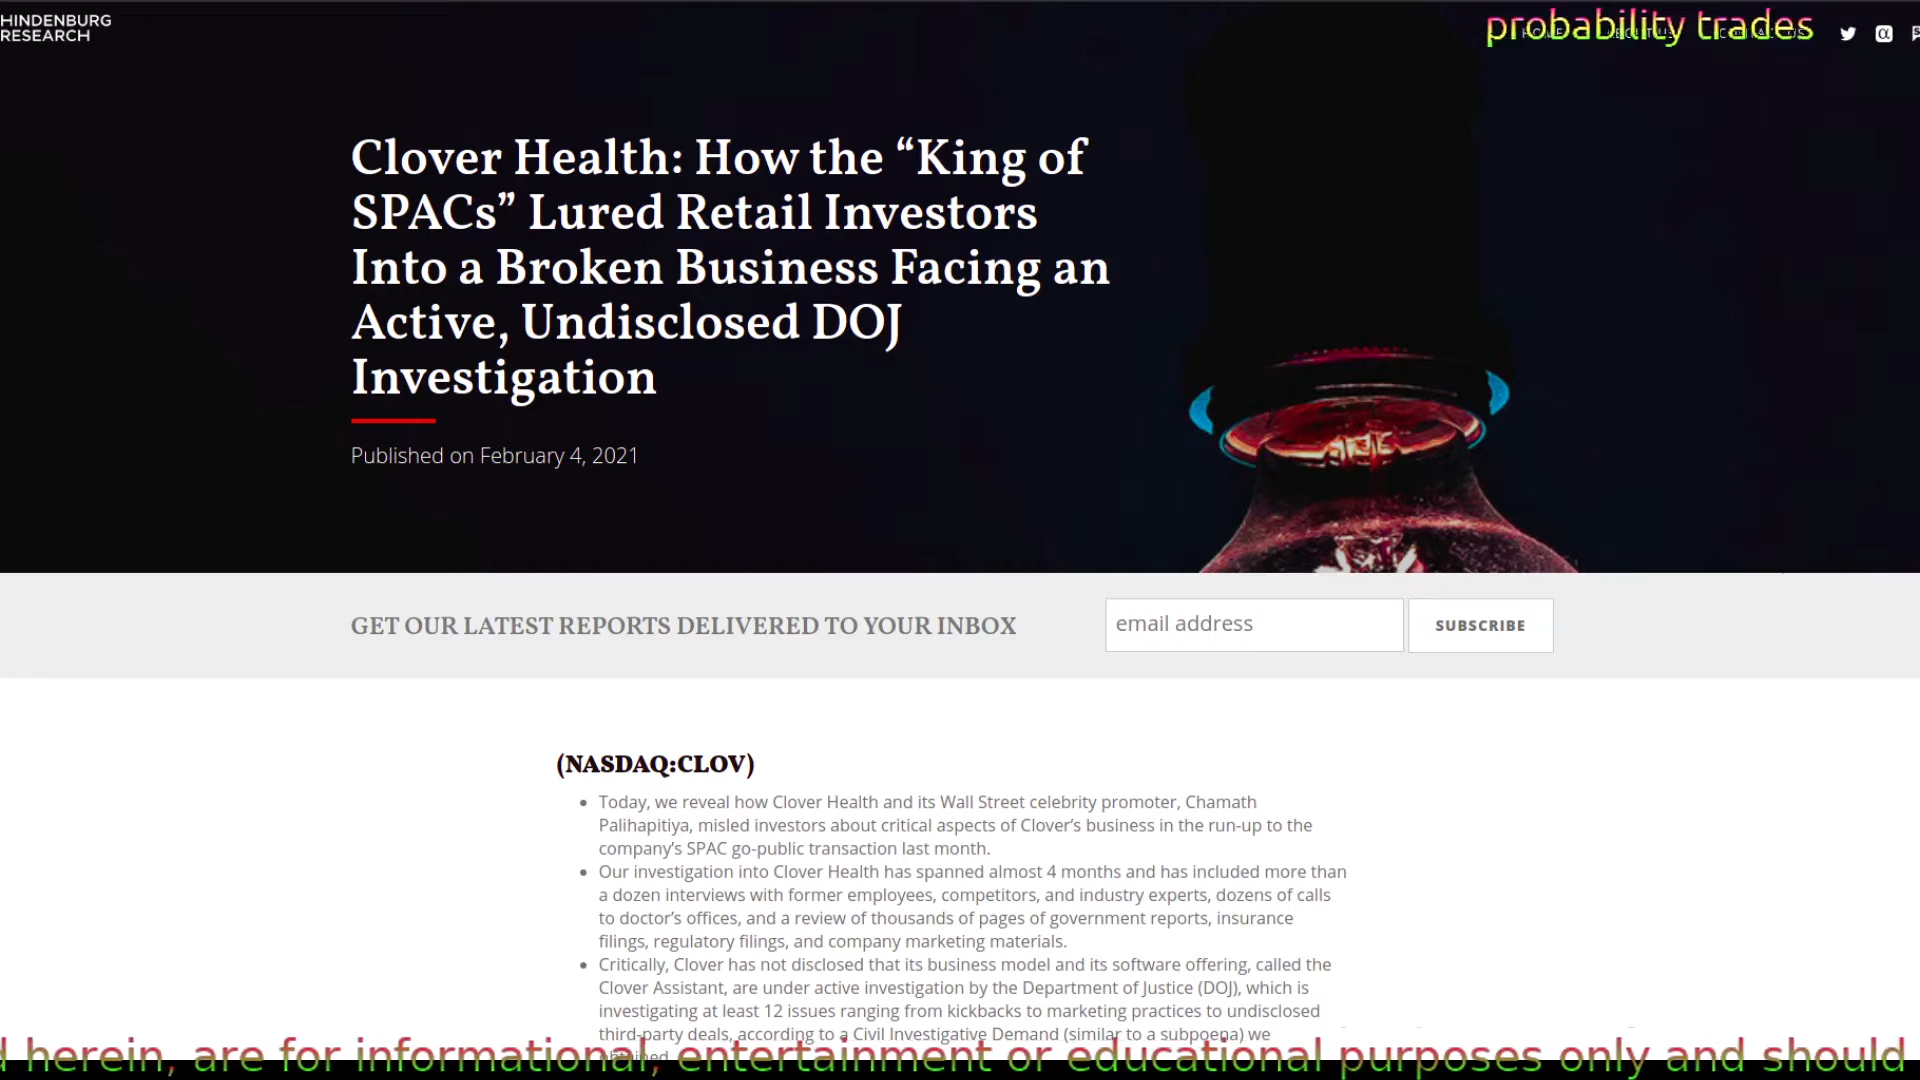 HINDENBURG
RESEARCH
probability trades
Clover Health: How the “King of
SPACs” Lured Retail Investors
Into a Broken Business Facing an
Active, Undisclosed DOJ
Investigation
Published on February 4, 2021
GET OUR LATEST REPORTS DELIVERED TO YOUR INBOX
email address
SUBSCRIBE
(NASDAQ:CLOV)
Today, we reveal how Clover Health and its Wall Street celebrity promoter, Chamath
Palihapitiya, misled investors about critical aspects of Clover’s business in the run-up to the
company’s SPAC go-public transaction last month.
Our investigation into Clover Health has spanned almost 4 months and has included more than
a dozen interviews with former employees, competitors, and industry experts, dozens of calls
to doctor’s offices, and a review of thousands of pages of government reports, insurance
filings, regulatory filings, and company marketing materials.
Critically, Clover has not disclosed that its business model and its software offering, called the
Clover Assistant, are under active investigation by the Department of Justice (DOJ), which is
investigating at least 12 issues ranging from kickbacks to marketing practices to undisclosed
third-party deals, according to a Civil Investigative Demand (similar to a subpoena) we
herein, are for informational, entertainment or educational purposes only and should